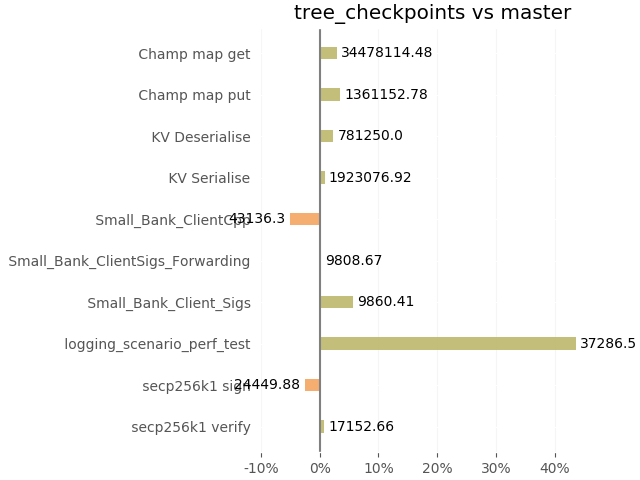 tree_checkpoints vs master
Champ map get 34478114.48
Champ map put 1361152.78
KV Deserialise 781250.0
KV Serialise 1923076.92
Small_Bank_ClientCpp 43136.3
Small_Bank_ClientSigs_Forwarding 9808.67
Small_Bank_Client_Sigs 9860.41
logging_scenario_perf_test 37286.5
secp256k1 sign 24449.88
secp256k1 verify 17152.66
-10% 0% 10% 20% 30% 40%